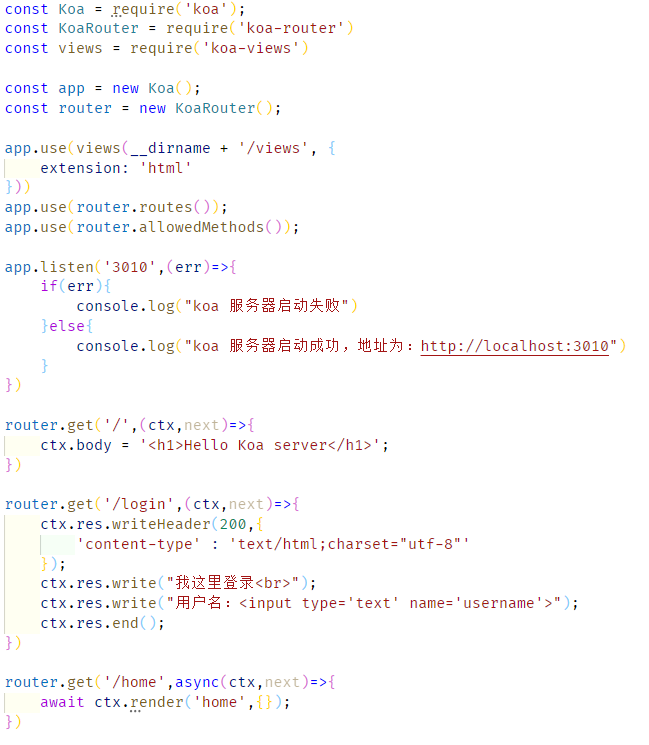 const Koa = require('koa');
const KoaRouter = require('koa-router')
const views = require('koa-views')
const app = new Koa();
const router = new KoaRouter();
app.use(views(__dirname + '/views', {
    extension: 'html'
}))
app.use(router.routes());
app.use(router.allowedMethods());
app.listen('3010',(err)=>{
    if(err){
        console.log("koa 服务器启动失败")
    }else{
        console.log("koa 服务器启动成功，地址为：http://localhost:3010")
    }
})
router.get('/',(ctx,next)=>{
    ctx.body = '<h1>Hello Koa server</h1>';
})
router.get('/login',(ctx,next)=>{
    ctx.res.writeHeader(200,{
        'content-type' : 'text/html;charset="utf-8"'
    });
    ctx.res.write("我这里登录<br>");
    ctx.res.write("用户名：<input type='text' name='username'>");
    ctx.res.end();
})
router.get('/home',async(ctx,next)=>{
    await ctx.render('home',{});
})